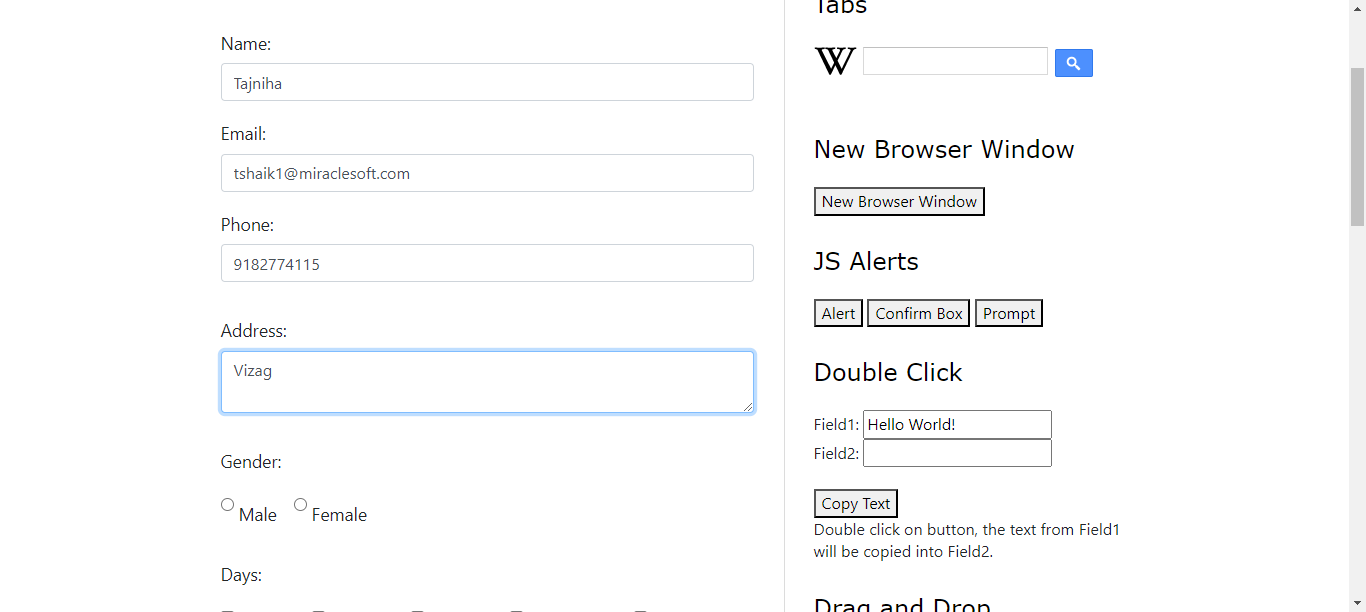 Name:
Tajniha
Email:
tshaik1@miraclesoft.com
Phone:
9182774115
Address:
Vizag
Gender:
Male Female
Days:
Tabs
W
New Browser Window
New Browser Window
JS Alerts
Alert Confirm Box Prompt
Double Click
Field1: Hello World!
Field2:
Copy Text
Double click on button, the text from Field1
will be copied into Field2.
Drag and Drop